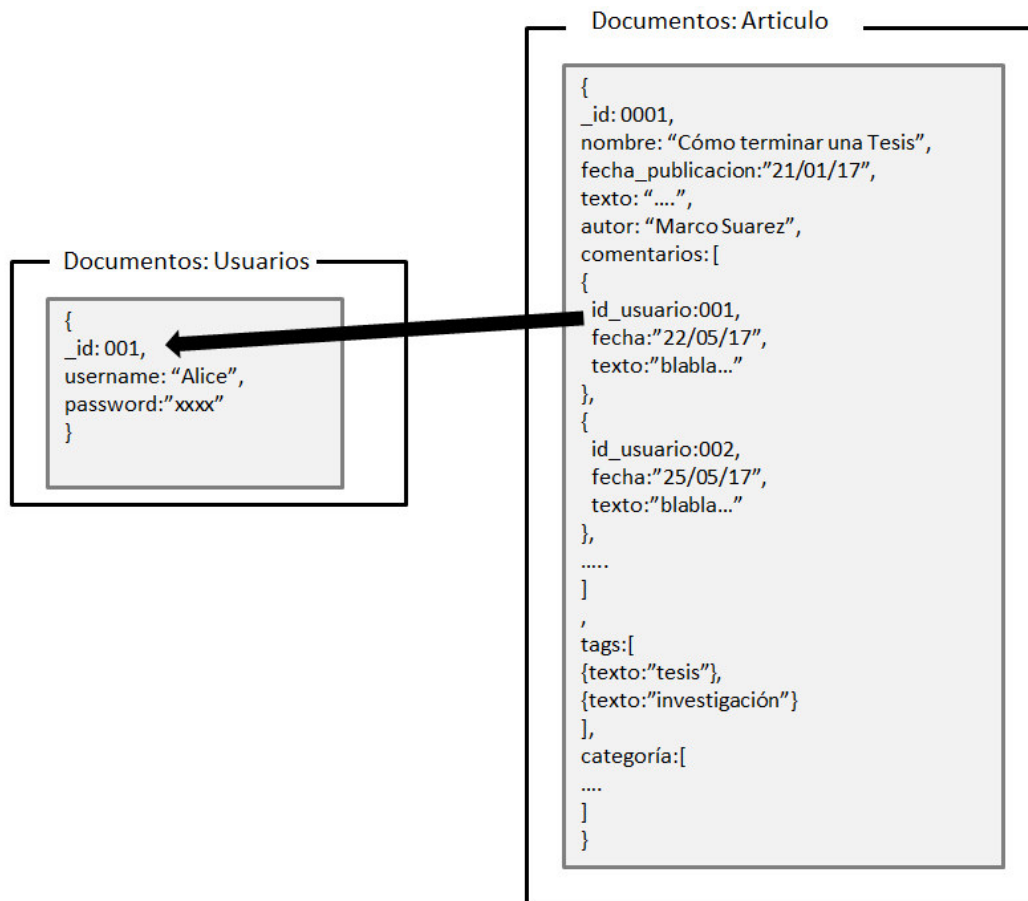 Documentos: Usuarios
{
_id: 001,
username: “Alice”,
password:”xxxx”
}
Documentos: Articulo
{
_id: 0001,
nombre: “Cómo terminar una Tesis”,
fecha_publicacion:”21/01/17”,
texto: “....”,
autor: “Marco Suarez”,
comentarios: [
{
id_usuario:001,
fecha:”22/05/17”,
texto:”blabla...”
},
{
id_usuario:002,
fecha:”25/05/17”,
texto:”blabla...”
},
.....
]
,
tags:[
{texto:”tesis”},
{texto:”investigación”}
],
categoría:[
....
]
}